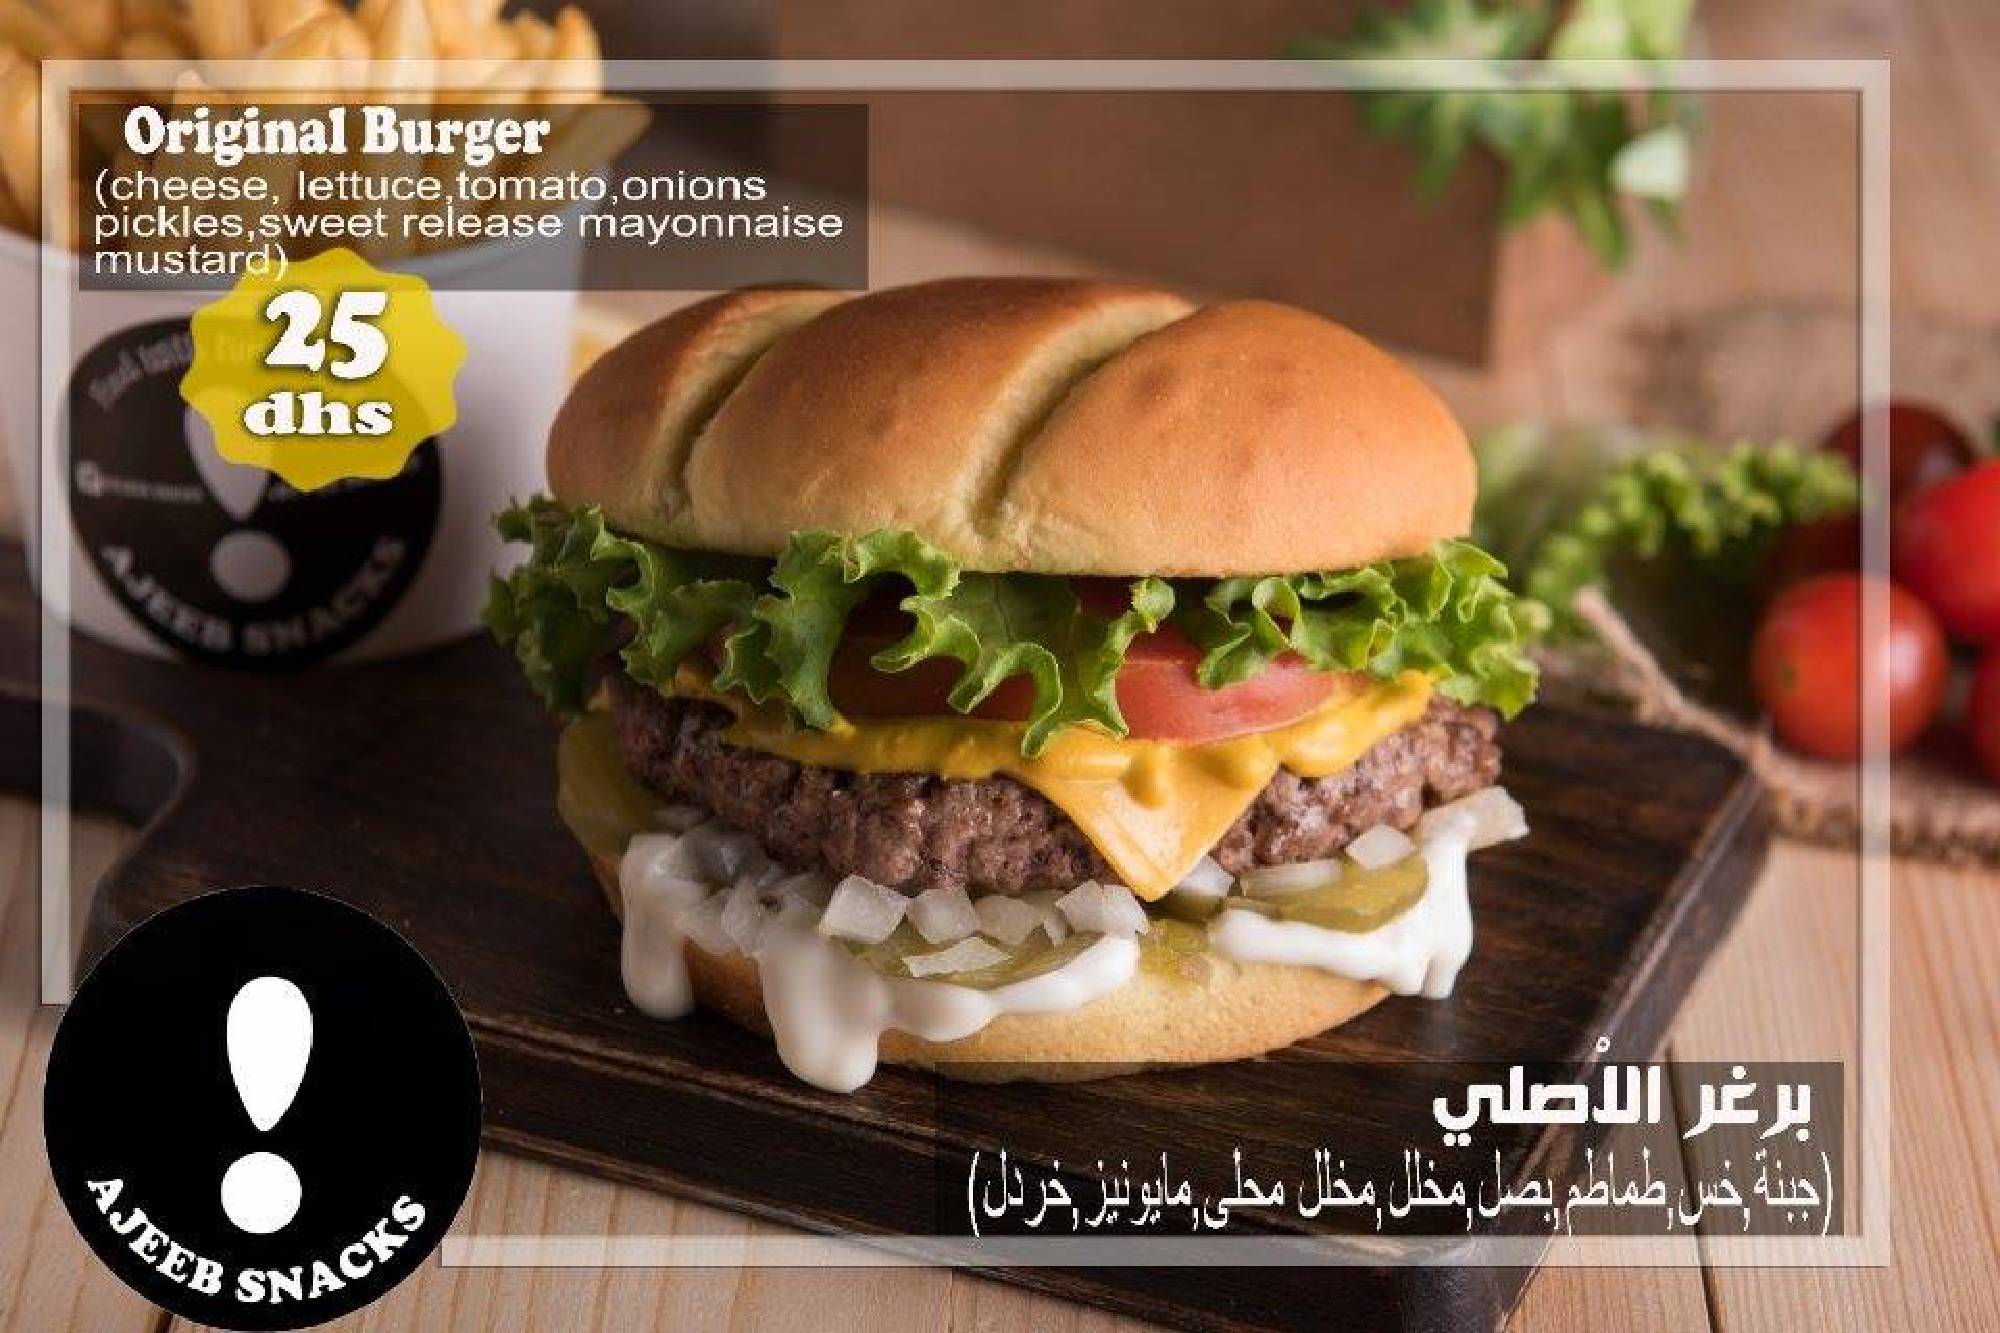 Original Burger
(cheese, lettuce,tomato,onions
pickles,sweet release mayonnaise
mustard)
25
dhs
AJEEB SNACKS
برغر الأصلي
(جبنة,خس,طماطم,بصل,مخلل,مخلل محلى,مايونيز,خردل)
AJEEB SNACKS